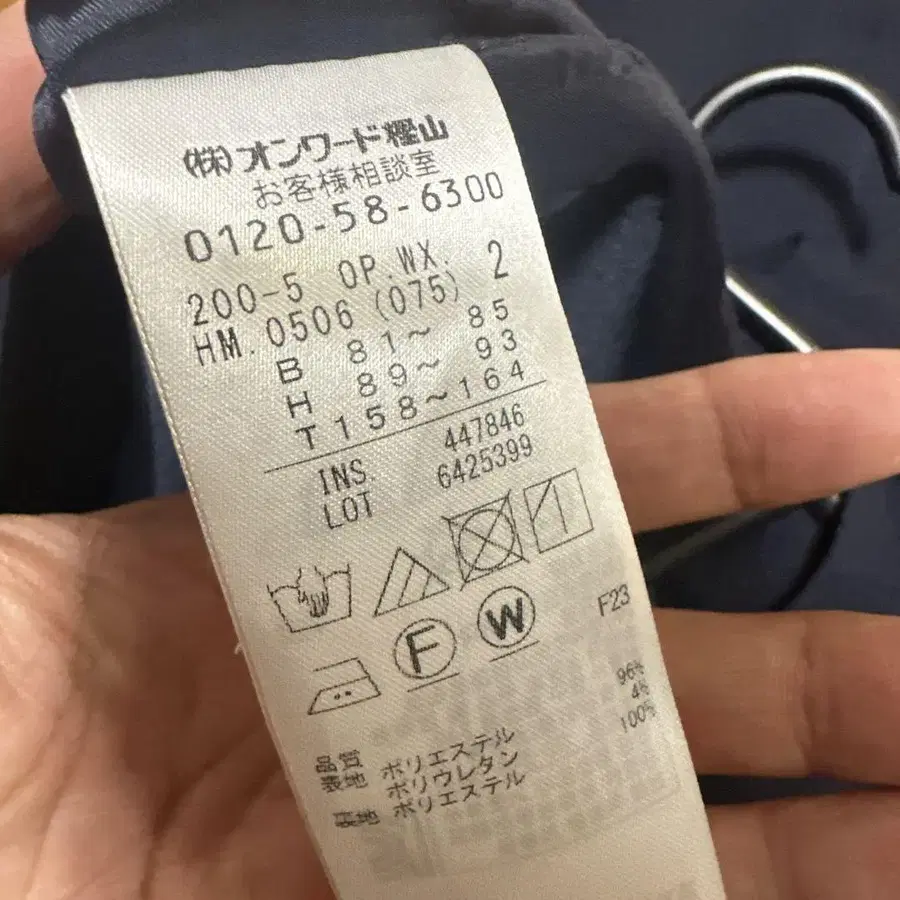 (株)オンワード樫山
お客様相談室
0120-58-6300
200-5 OP.WX. 2
HM.0506 (075)
B 81~ 85
H 89~ 93
T 158~164
INS 447846
LOT 6425399
F W
F23
品質
表地 ポリエステル 96%
ポリウレタン 4%
ポリエステル 100%